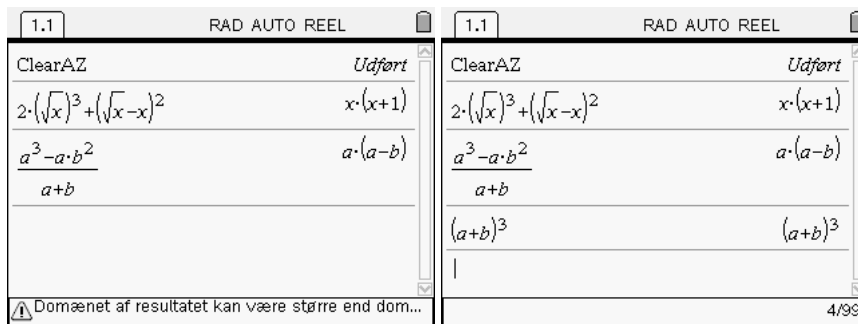 1.1 RAD AUTO REEL
ClearAZ Udført
2·(√x)³+(√x−x)² x·(x+1)
(a³−a·b²)/(a+b) a·(a−b)
⚠Domænet af resultatet kan være større end dom...
1.1 RAD AUTO REEL
ClearAZ Udført
2·(√x)³+(√x−x)² x·(x+1)
(a³−a·b²)/(a+b) a·(a−b)
(a+b)³ (a+b)³
4/99